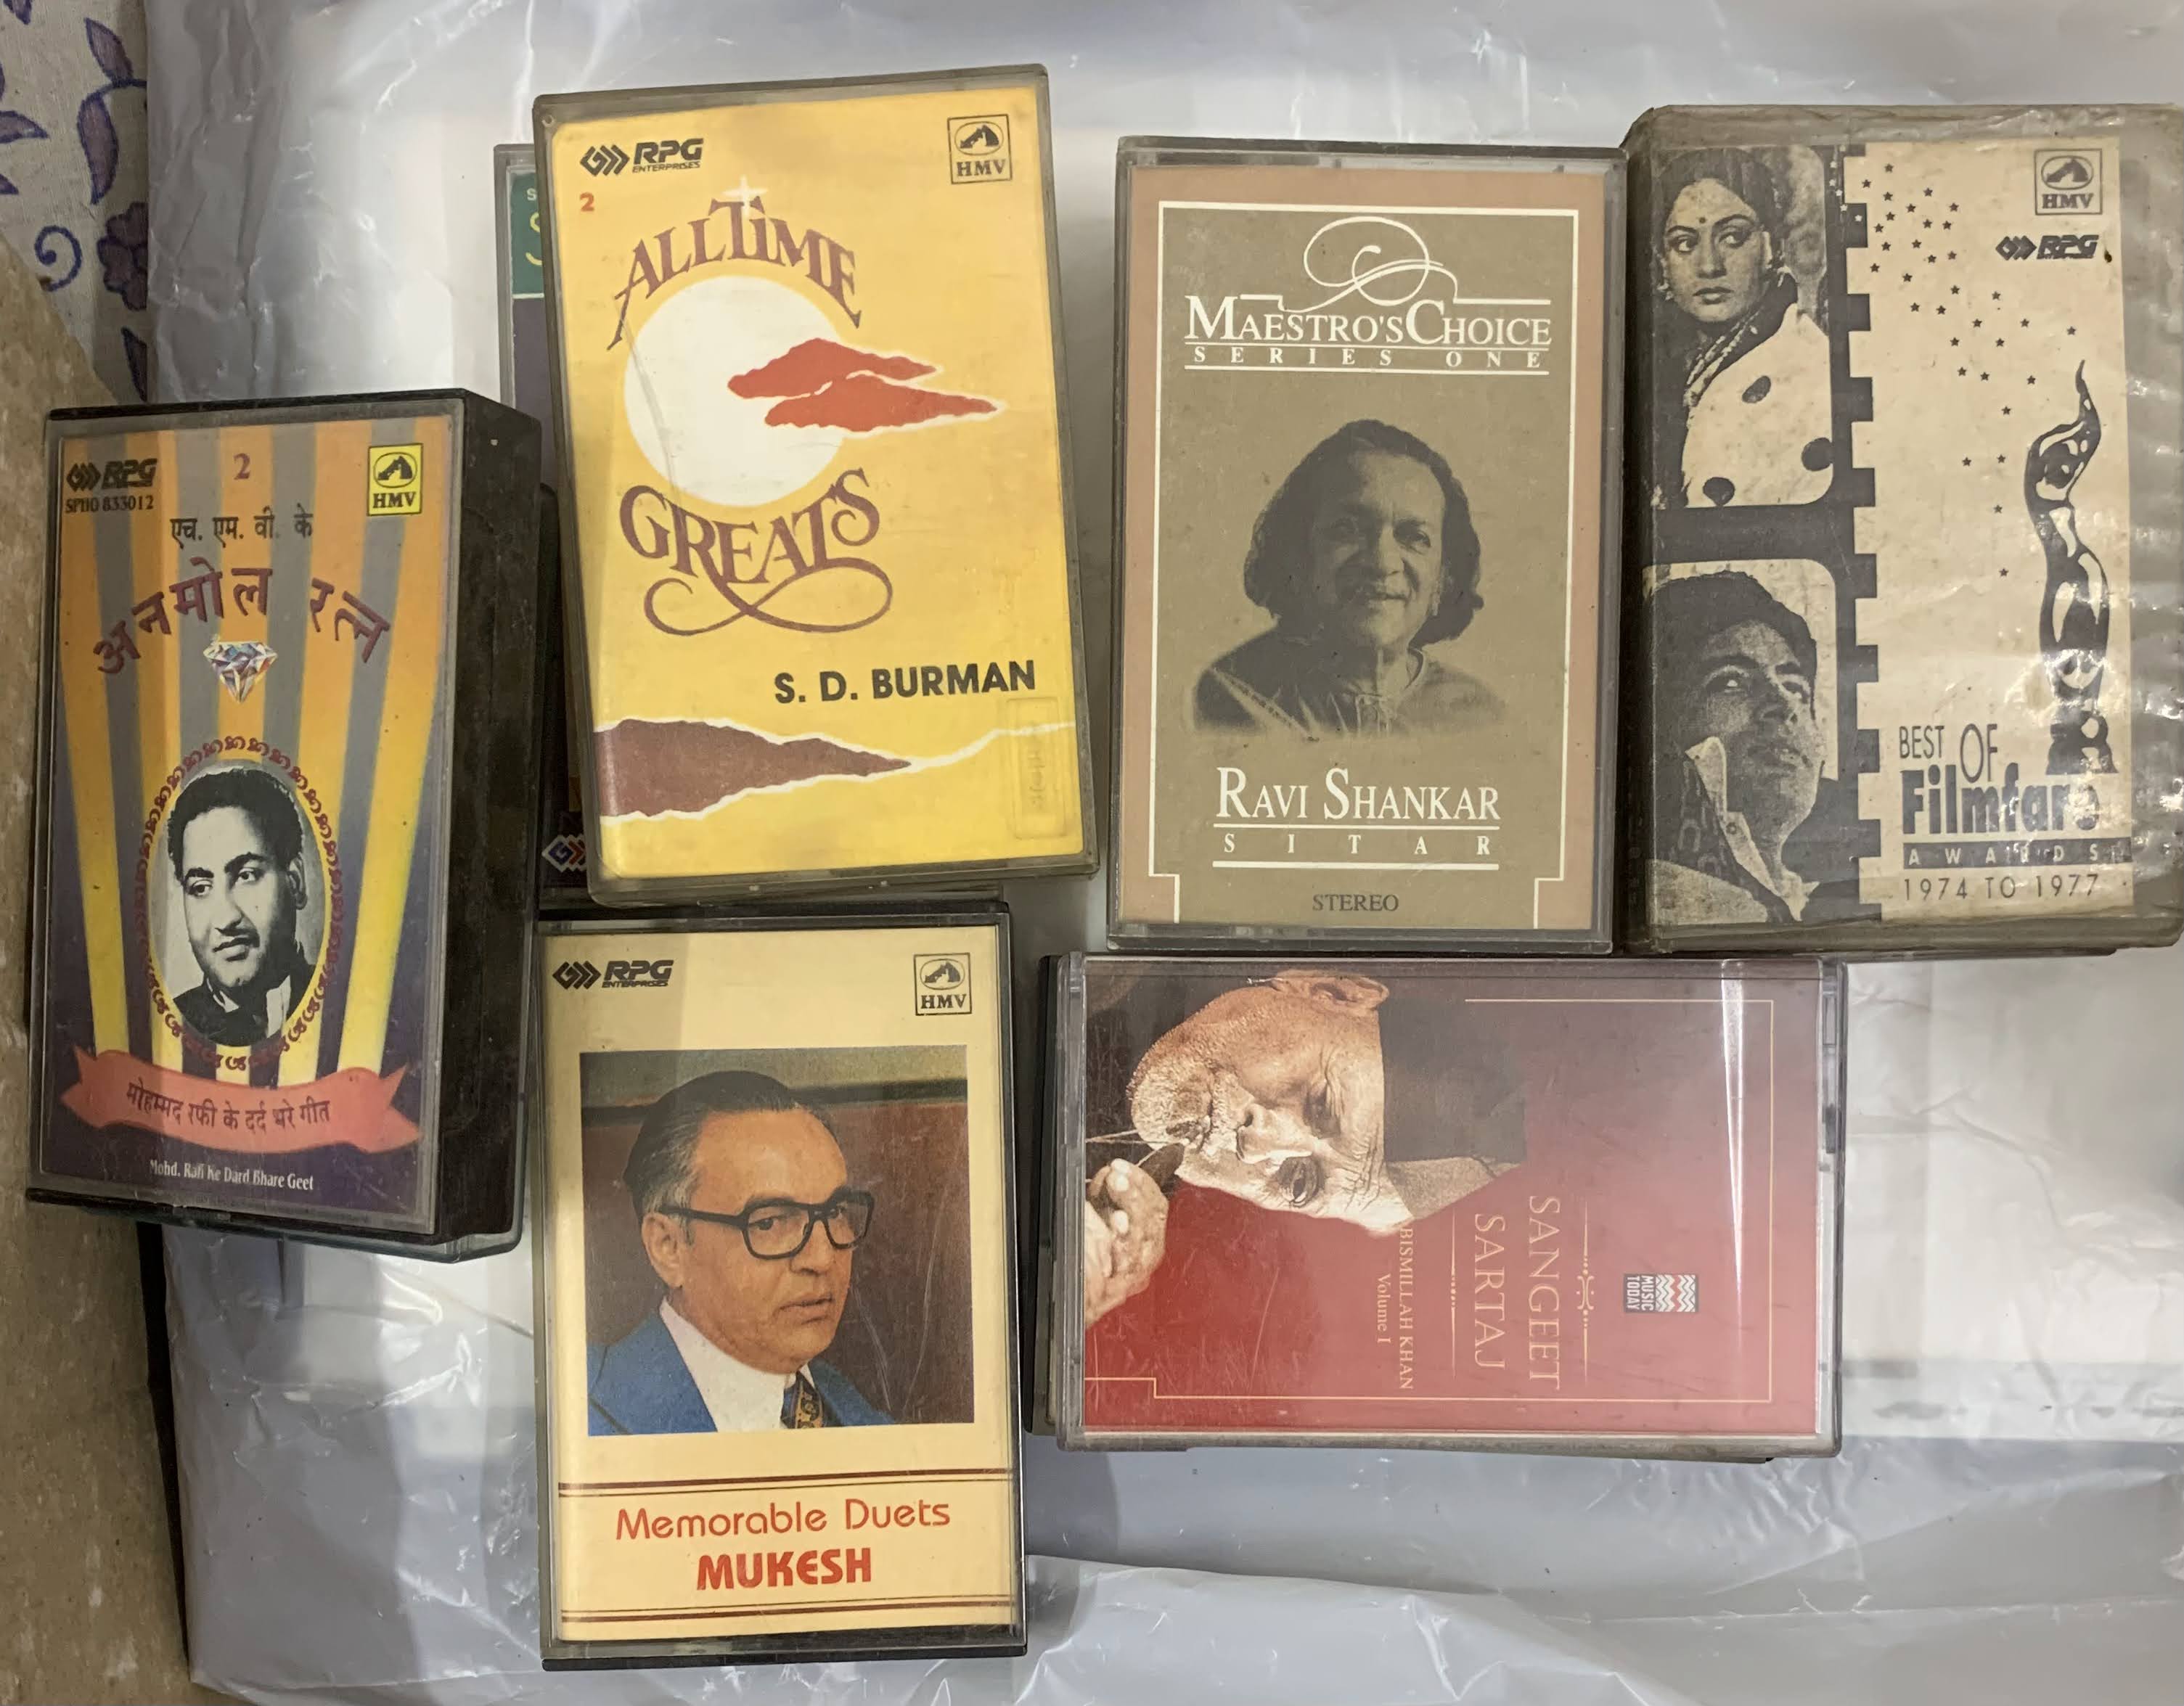 RPG
SPHO 833012
2
HMV
एच. एम. वी. के
अनमोल रत्न
मोहम्मद रफी के दर्द भरे गीत
Mohd. Rafi Ke Dard Bhare Geet
RPG
ENTERPRISES
HMV
2
ALL TIME
GREATS
S. D. BURMAN
MAESTRO'S CHOICE
SERIES ONE
RAVI SHANKAR
SITAR
STEREO
HMV
RPG
BEST OF
Filmfare
AWARDS
1974 TO 1977
RPG
ENTERPRISES
HMV
Memorable Duets
MUKESH
MUSIC
TODAY
SANGEET
SARTAJ
BISMILLAH KHAN
Volume I